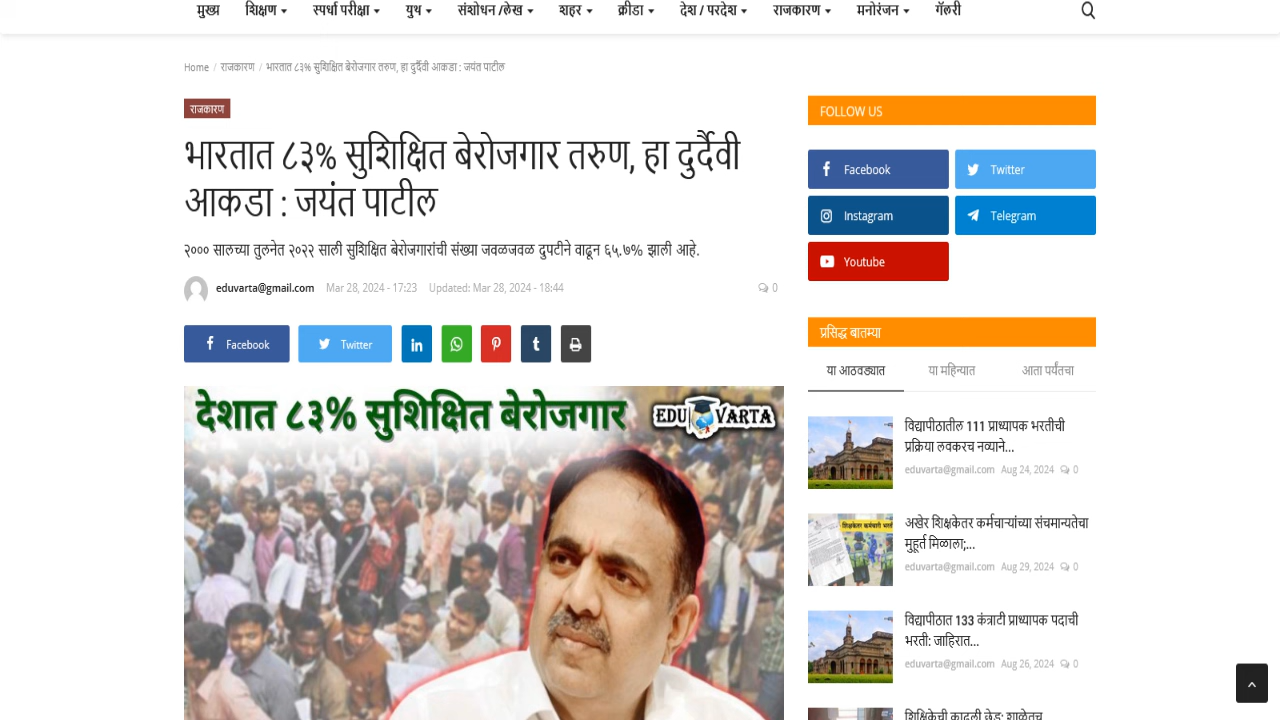 मुख्य शिक्षण स्पर्धा परीक्षा युथ संशोधन /लेख शहर क्रीडा देश / परदेश राजकारण मनोरंजन गॅलरी
Home / राजकारण / भारतात ८३% सुशिक्षित बेरोजगार तरुण, हा दुर्दैवी आकडा : जयंत पाटील
राजकारण
भारतात ८३% सुशिक्षित बेरोजगार तरुण, हा दुर्दैवी
आकडा : जयंत पाटील
२००० सालच्या तुलनेत २०२२ साली सुशिक्षित बेरोजगारांची संख्या जवळजवळ दुपटीने वाढून ६५.७% झाली आहे.
eduvarta@gmail.com Mar 28, 2024 - 17:23 Updated: Mar 28, 2024 - 18:44 0
Facebook Twitter
देशात ८३% सुशिक्षित बेरोजगार EDUVARTA
FOLLOW US
Facebook Twitter
Instagram Telegram
Youtube
प्रसिद्ध बातम्या
या आठवड्यात या महिन्यात आता पर्यंतचा
विद्यापीठातील 111 प्राध्यापक भरतीची
प्रक्रिया लवकरच नव्याने...
eduvarta@gmail.com Aug 24, 2024 0
अखेर शिक्षकेतर कर्मचाऱ्यांच्या संचमान्यतेचा
मुहूर्त मिळाला;...
eduvarta@gmail.com Aug 29, 2024 0
विद्यापीठात 133 कंत्राटी प्राध्यापक पदाची
भरती: जाहिरात...
eduvarta@gmail.com Aug 26, 2024 0
शिक्षिकेची काढली छेड; शाळेतच